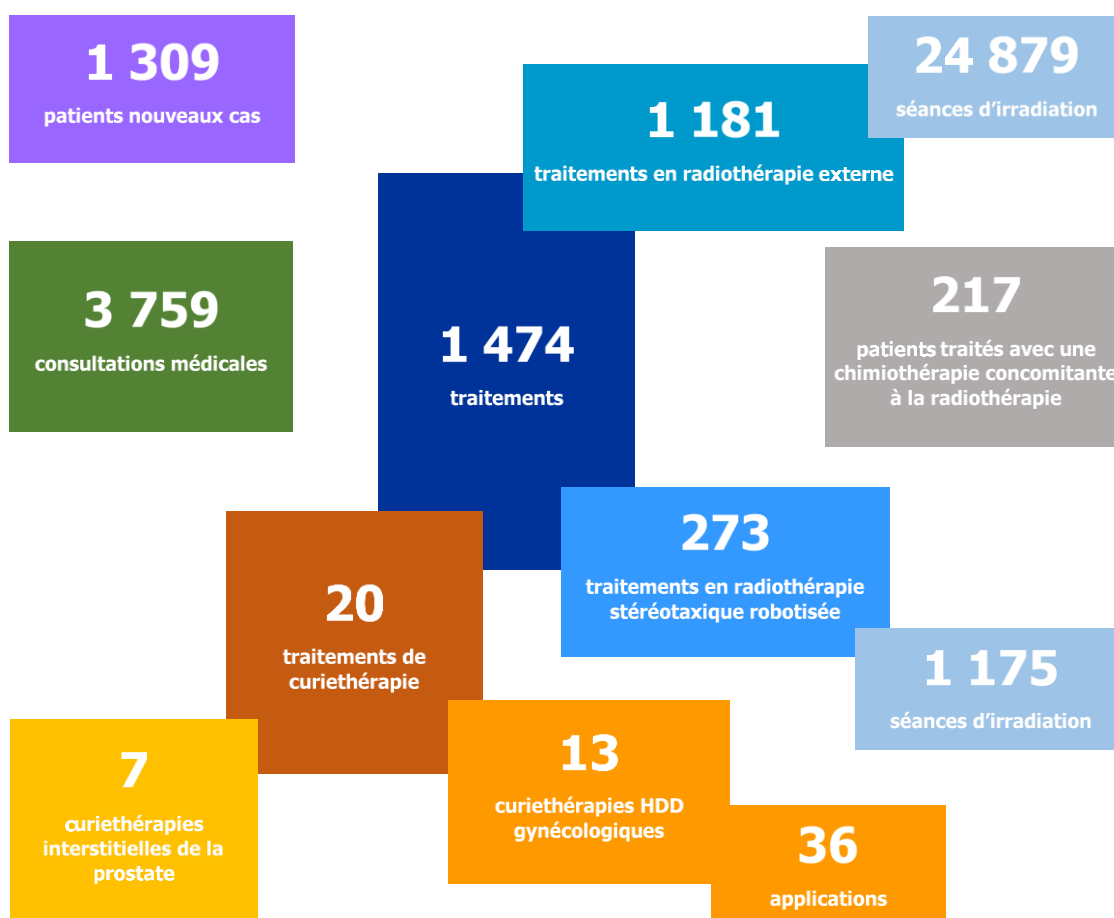 1 309
patients nouveaux cas
24 879
séances d’irradiation
1 181
traitements en radiothérapie externe
3 759
consultations médicales
1 474
traitements
217
patients traités avec une
chimiothérapie concomitante
à la radiothérapie
273
traitements en radiothérapie
stéréotaxique robotisée
20
traitements de
curiethérapie
1 175
séances d’irradiation
7
curiethérapies
interstitielles de la
prostate
13
curiethérapies HDD
gynécologiques
36
applications